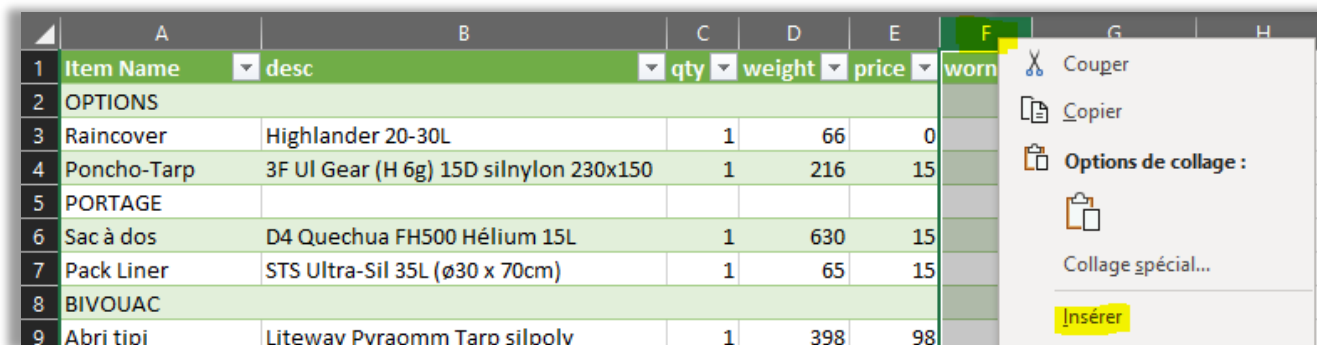 A B C D E F G H
1 Item Name desc qty weight price worn
2 OPTIONS
3 Raincover Highlander 20-30L 1 66 0
4 Poncho-Tarp 3F Ul Gear (H 6g) 15D silnylon 230x150 1 216 15
5 PORTAGE
6 Sac à dos D4 Quechua FH500 Hélium 15L 1 630 15
7 Pack Liner STS Ultra-Sil 35L (ø30 x 70cm) 1 65 15
8 BIVOUAC
9 Abri tipi Liteway Pyraomm Tarp silpoly 1 398 98
Couper
Copier
Options de collage :
Collage spécial...
Insérer